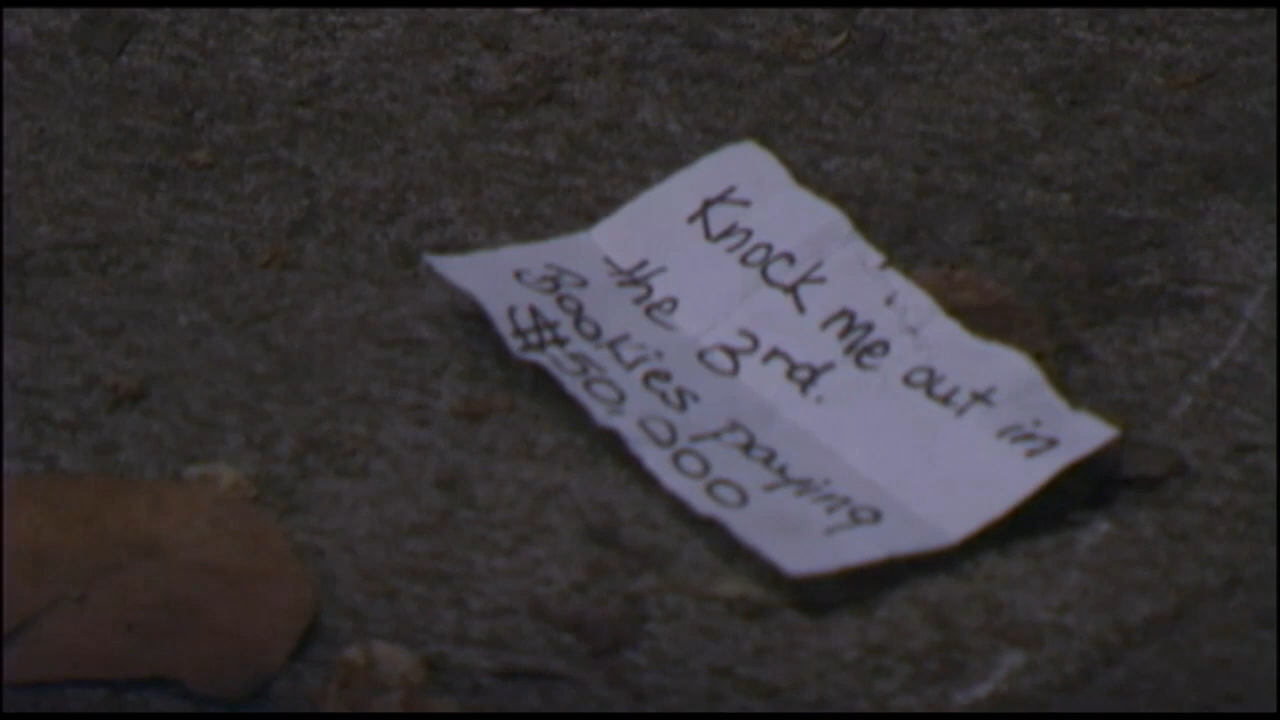 Knock me out in
the 3rd.
Bookies paying
$50,000